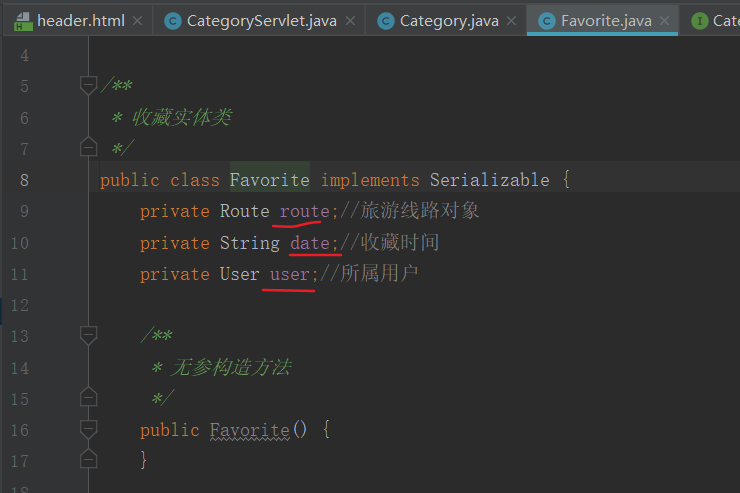 header.html CategoryServlet.java Category.java Favorite.java Cat
4
5 /**
6 * 收藏实体类
7 */
8 public class Favorite implements Serializable {
9 private Route route;//旅游线路对象
10 private String date;//收藏时间
11 private User user;//所属用户
12
13 /**
14 * 无参构造方法
15 */
16 public Favorite() {
17 }
18